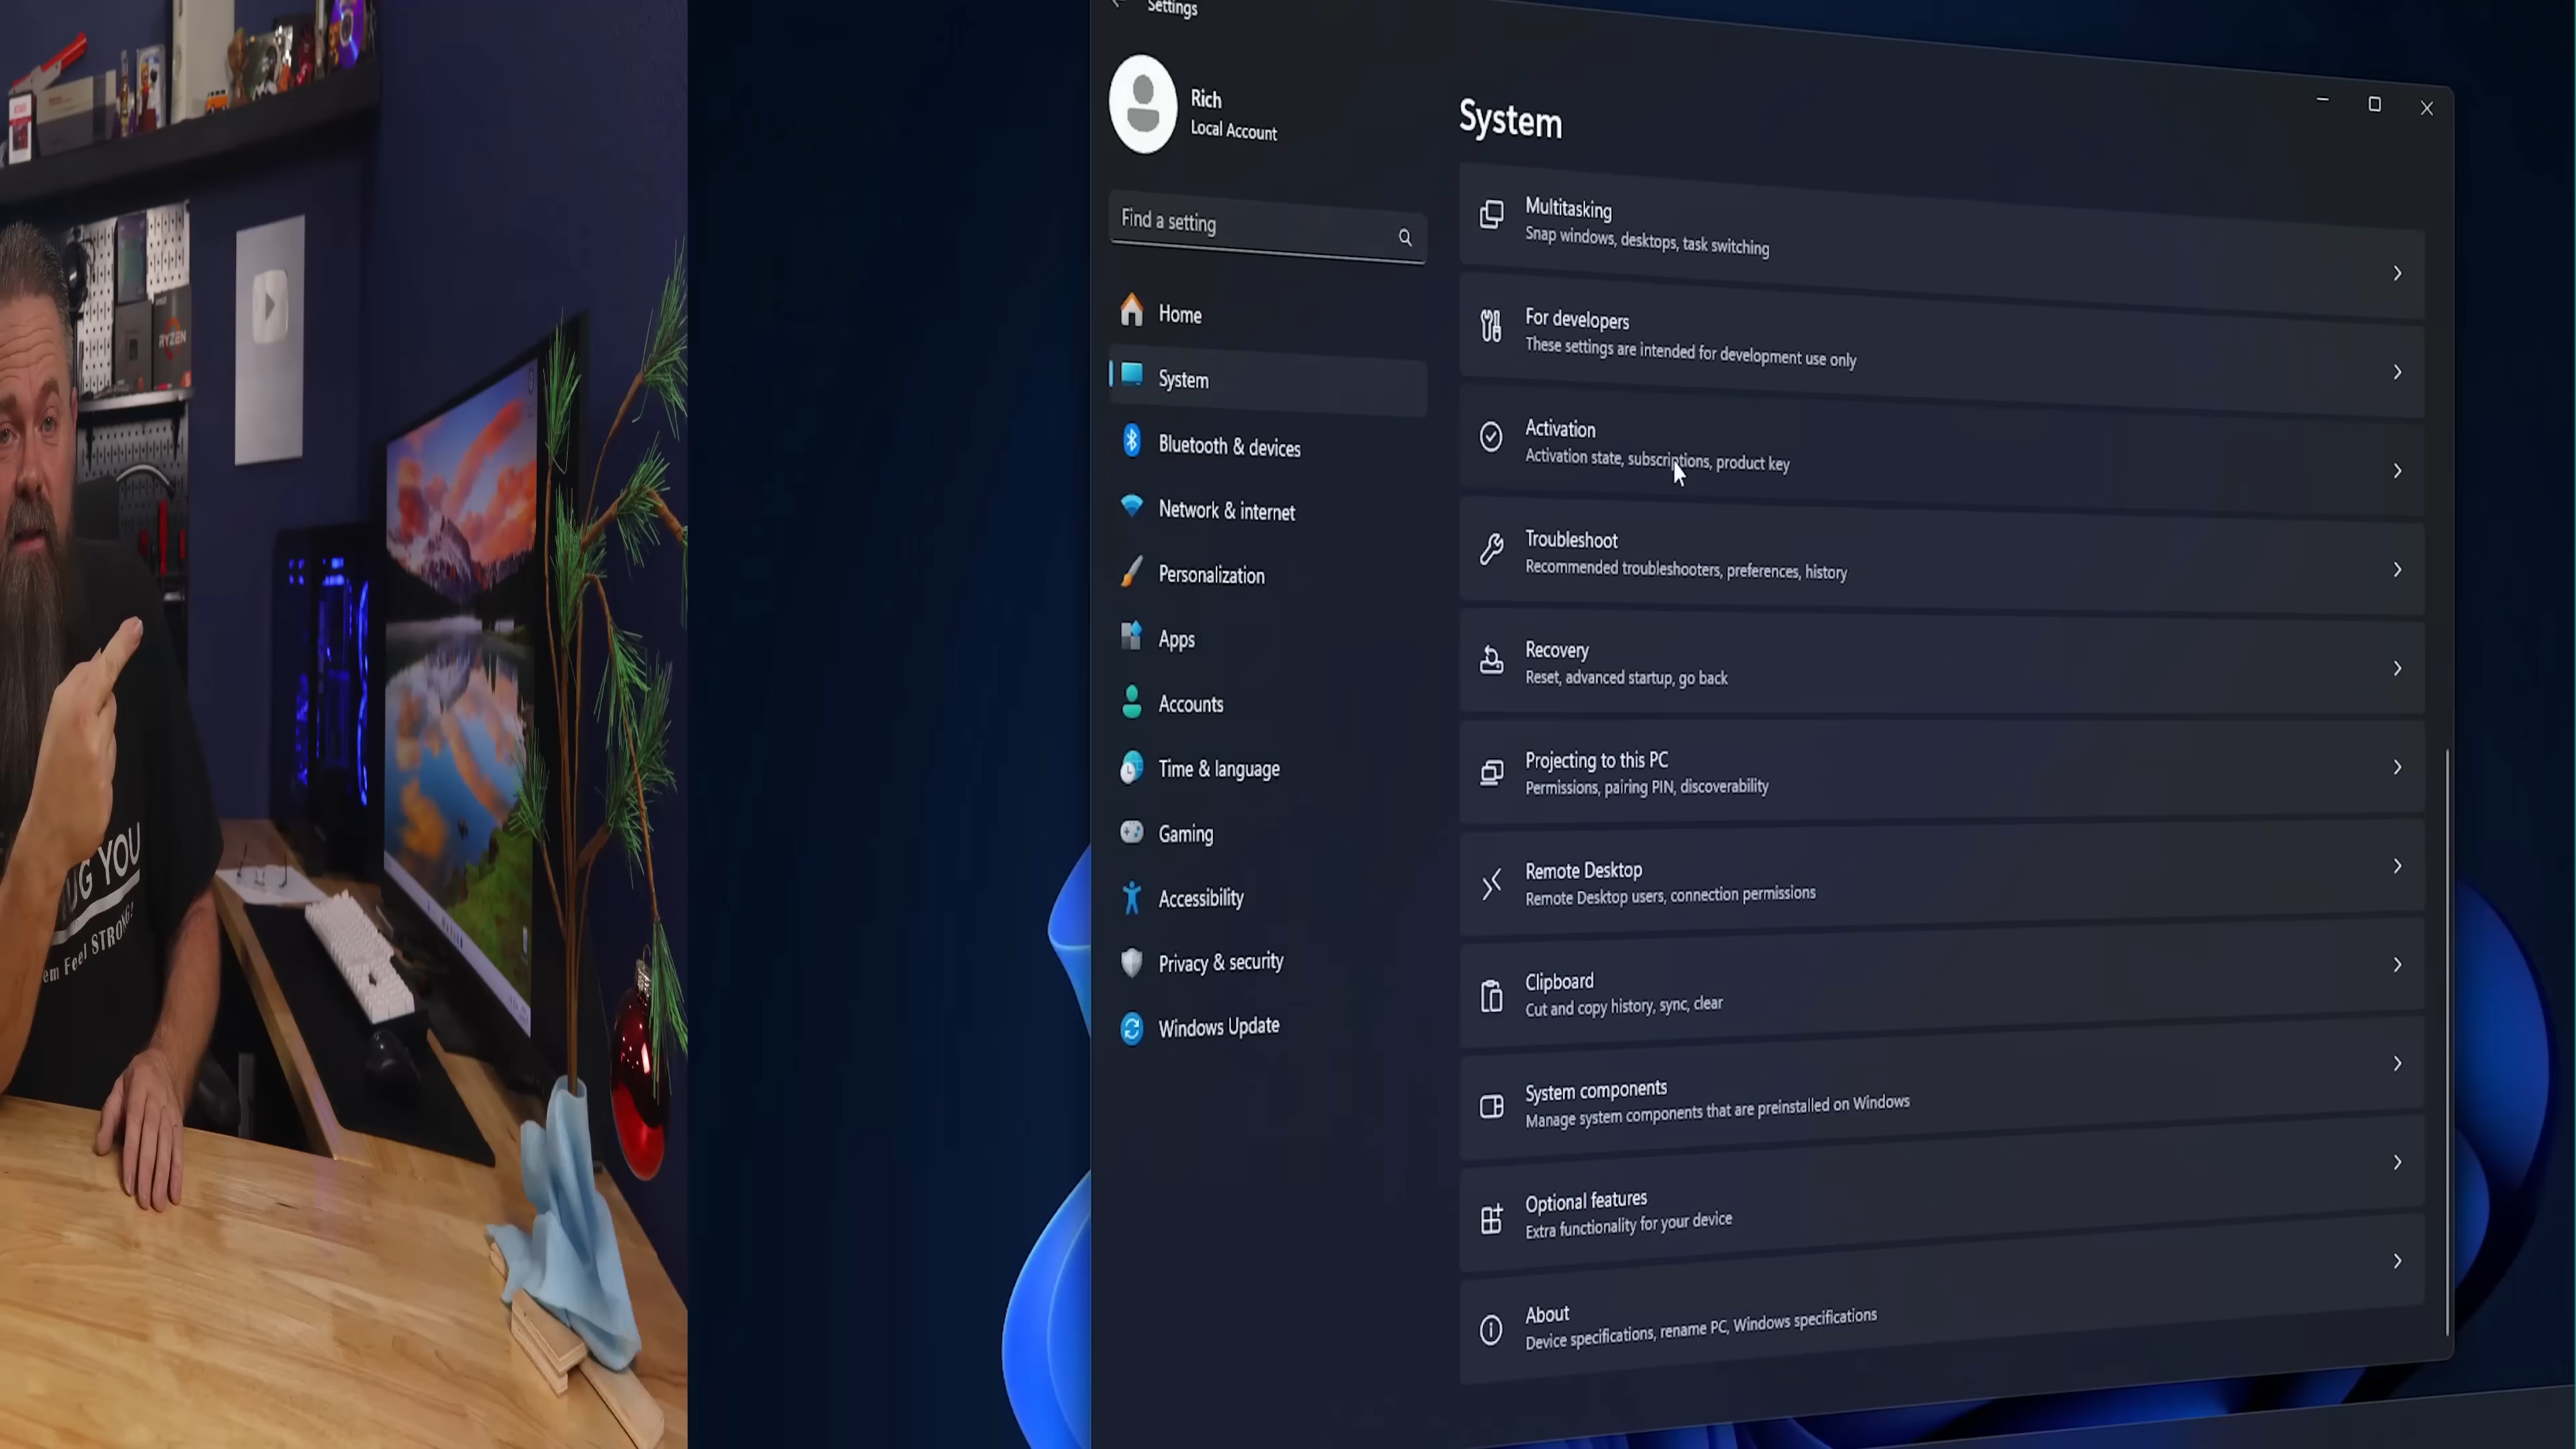 Settings
Rich
Local Account
Find a setting
Home
System
Bluetooth & devices
Network & internet
Personalization
Apps
Accounts
Time & language
Gaming
Accessibility
Privacy & security
Windows Update
System
Multitasking
Snap windows, desktops, task switching
For developers
These settings are intended for development use only
Activation
Activation state, subscriptions, product key
Troubleshoot
Recommended troubleshooters, preferences, history
Recovery
Reset, advanced startup, go back
Projecting to this PC
Permissions, pairing PIN, discoverability
Remote Desktop
Remote Desktop users, connection permissions
Clipboard
Cut and copy history, sync, clear
System components
Manage system components that are preinstalled on Windows
Optional features
Extra functionality for your device
About
Device specifications, rename PC, Windows specifications
RYZEN
YOU
Feel STRONG!